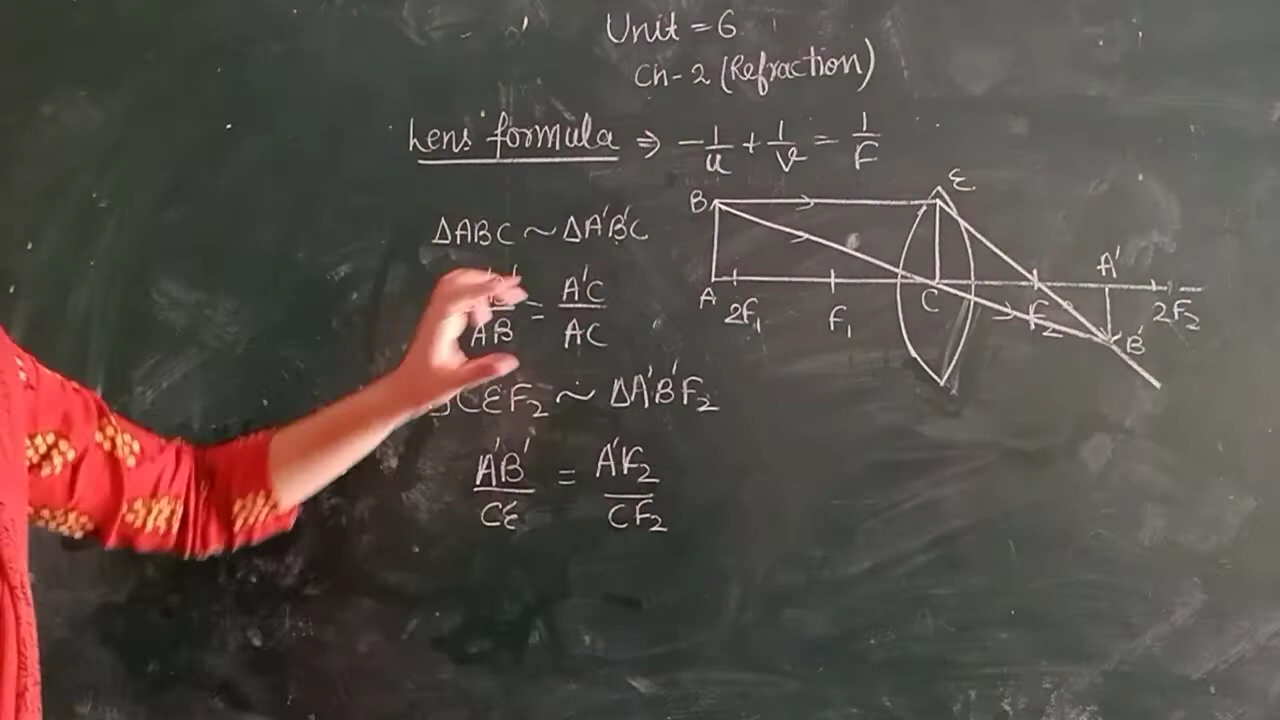 Unit = 6
Ch-2 (Refraction)
Lens formula ⇒ -1/u + 1/v = 1/F
ΔABC ~ ΔA'B'C
AB = A'C/AC
CEF₂ ~ ΔA'B'F₂
A'B'/CE = A'F₂/CF₂
B
E
A
2F₁
F₁
C
F₂
A'
B'
2F₂